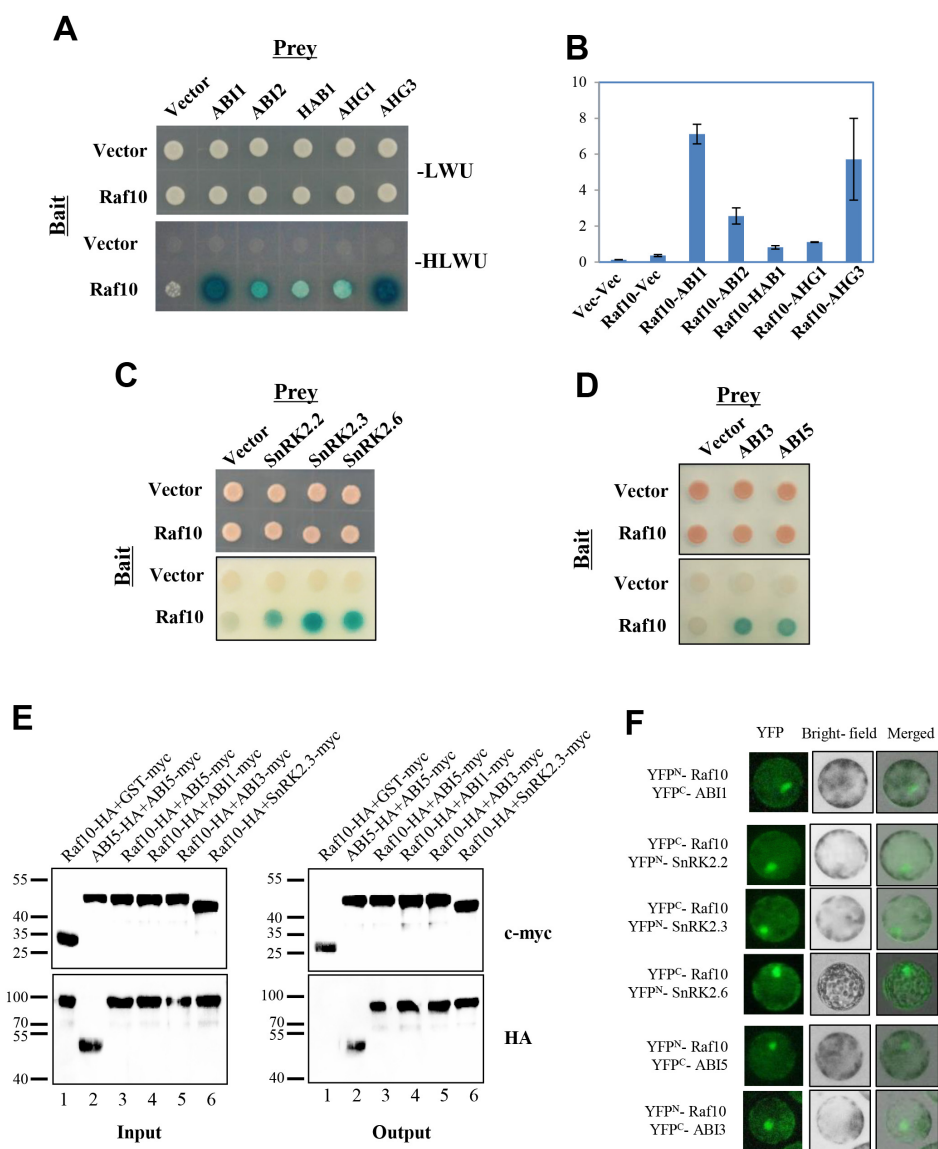 A
Prey
Vector
ABI1
ABI2
HAB1
AHG1
AHG3
Bait
Vector
Raf10
-LWU
Vector
Raf10
-HLWU
B
10
8
6
4
2
0
Vec-Vec
Raf10-Vec
Raf10-ABI1
Raf10-ABI2
Raf10-HAB1
Raf10-AHG1
Raf10-AHG3
C
Prey
Vector
SnRK2.2
SnRK2.3
SnRK2.6
Bait
Vector
Raf10
Vector
Raf10
D
Prey
Vector
ABI3
ABI5
Bait
Vector
Raf10
Vector
Raf10
E
Raf10-HA+GST-myc
ABI5-HA+ABI5-myc
Raf10-HA+ABI5-myc
Raf10-HA+ABI1-myc
Raf10-HA+ABI3-myc
Raf10-HA+SnRK2.3-myc
55
40
35
25
100
70
55
40
1 2 3 4 5 6
Input
Raf10-HA+GST-myc
ABI5-HA+ABI5-myc
Raf10-HA+ABI5-myc
Raf10-HA+ABI1-myc
Raf10-HA+ABI3-myc
Raf10-HA+SnRK2.3-myc
55
40
35
25
c-myc
100
70
55
40
HA
1 2 3 4 5 6
Output
F
YFP Bright- field Merged
YFPᴺ- Raf10
YFPᶜ- ABI1
YFPᶜ- Raf10
YFPᴺ- SnRK2.2
YFPᶜ- Raf10
YFPᴺ- SnRK2.3
YFPᶜ- Raf10
YFPᴺ- SnRK2.6
YFPᴺ- Raf10
YFPᶜ- ABI5
YFPᴺ- Raf10
YFPᶜ- ABI3